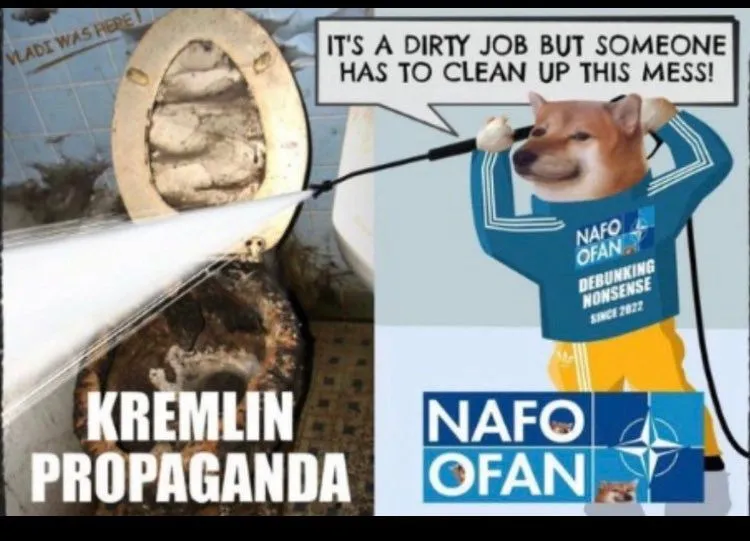 VLADI WAS HERE!
IT'S A DIRTY JOB BUT SOMEONE
HAS TO CLEAN UP THIS MESS!
NAFO
OFAN
DEBUNKING
NONSENSE
SINCE 2022
KREMLIN
PROPAGANDA
NAFO
OFAN